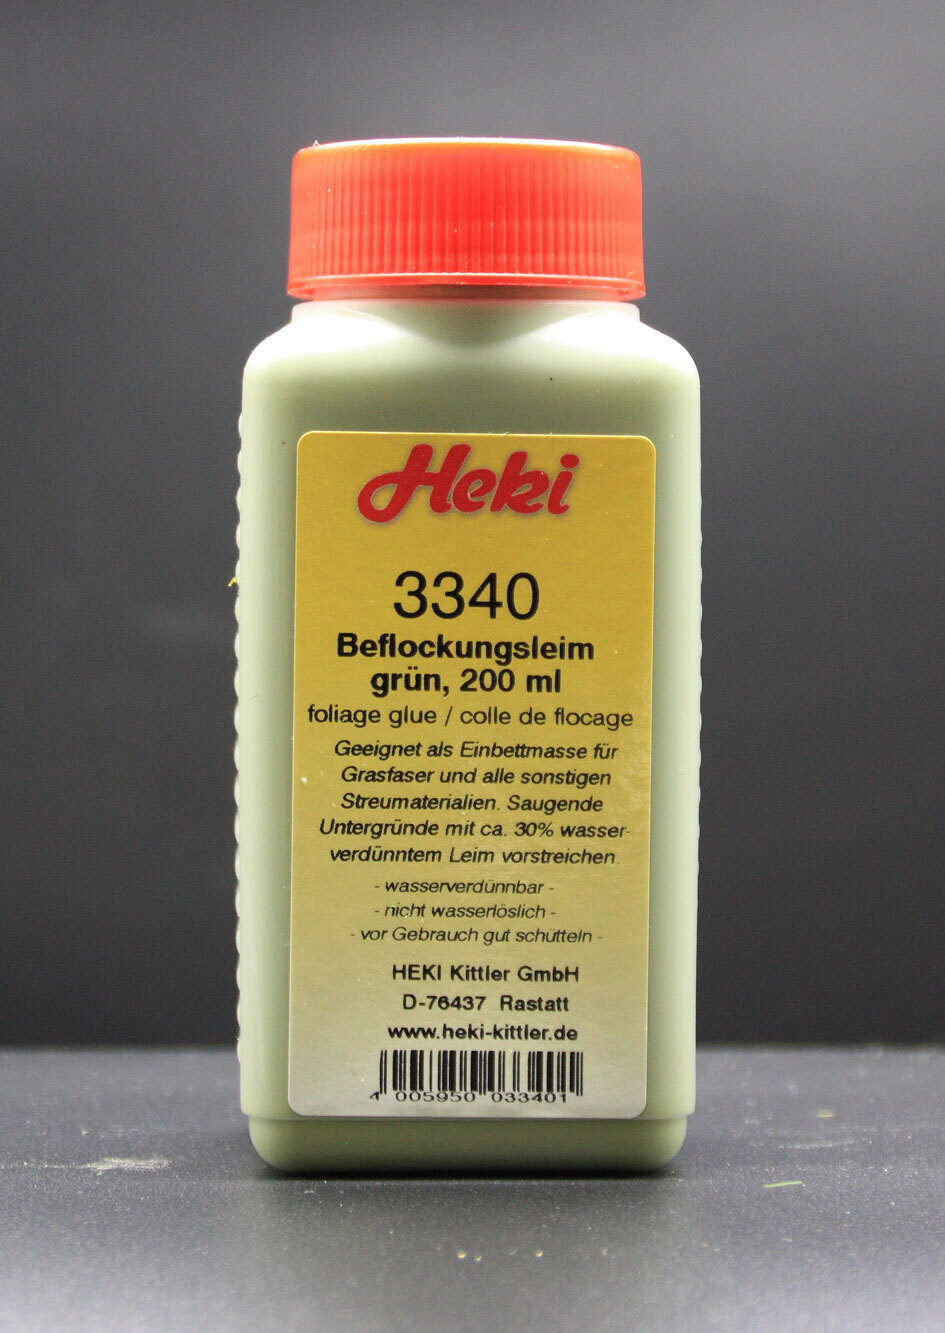 Heki
3340
Beflockungsleim
grün, 200 ml
foliage glue / colle de flocage
Geeignet als Einbettmasse für
Grasfaser und alle sonstigen
Streumaterialien. Saugende
Untergründe mit ca. 30% wasser-
verdünntem Leim vorstreichen.
- wasserverdünnbar -
- nicht wasserlöslich -
- vor Gebrauch gut schütteln -
HEKI Kittler GmbH
D-76437 Rastatt
www.heki-kittler.de
4 005950 033401